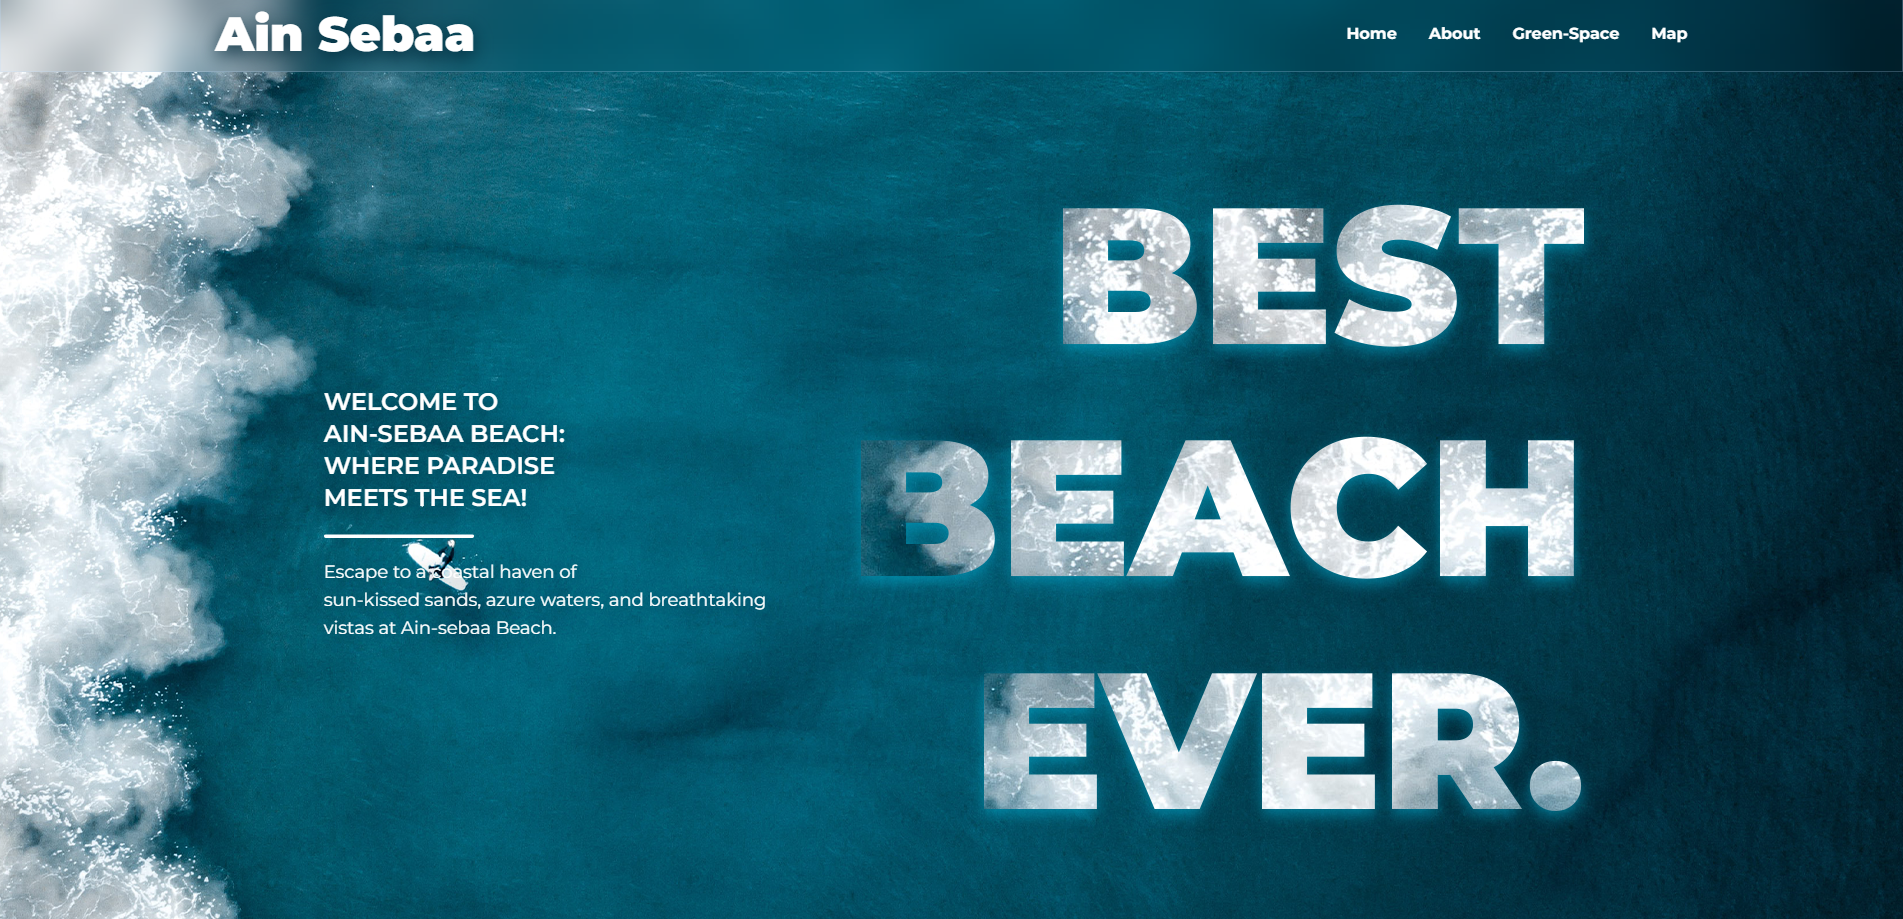 Ain Sebaa
Home About Green-Space Map
BEST
BEACH
EVER.
WELCOME TO
AIN-SEBAA BEACH:
WHERE PARADISE
MEETS THE SEA!
Escape to a coastal haven of
sun-kissed sands, azure waters, and breathtaking
vistas at Ain-sebaa Beach.